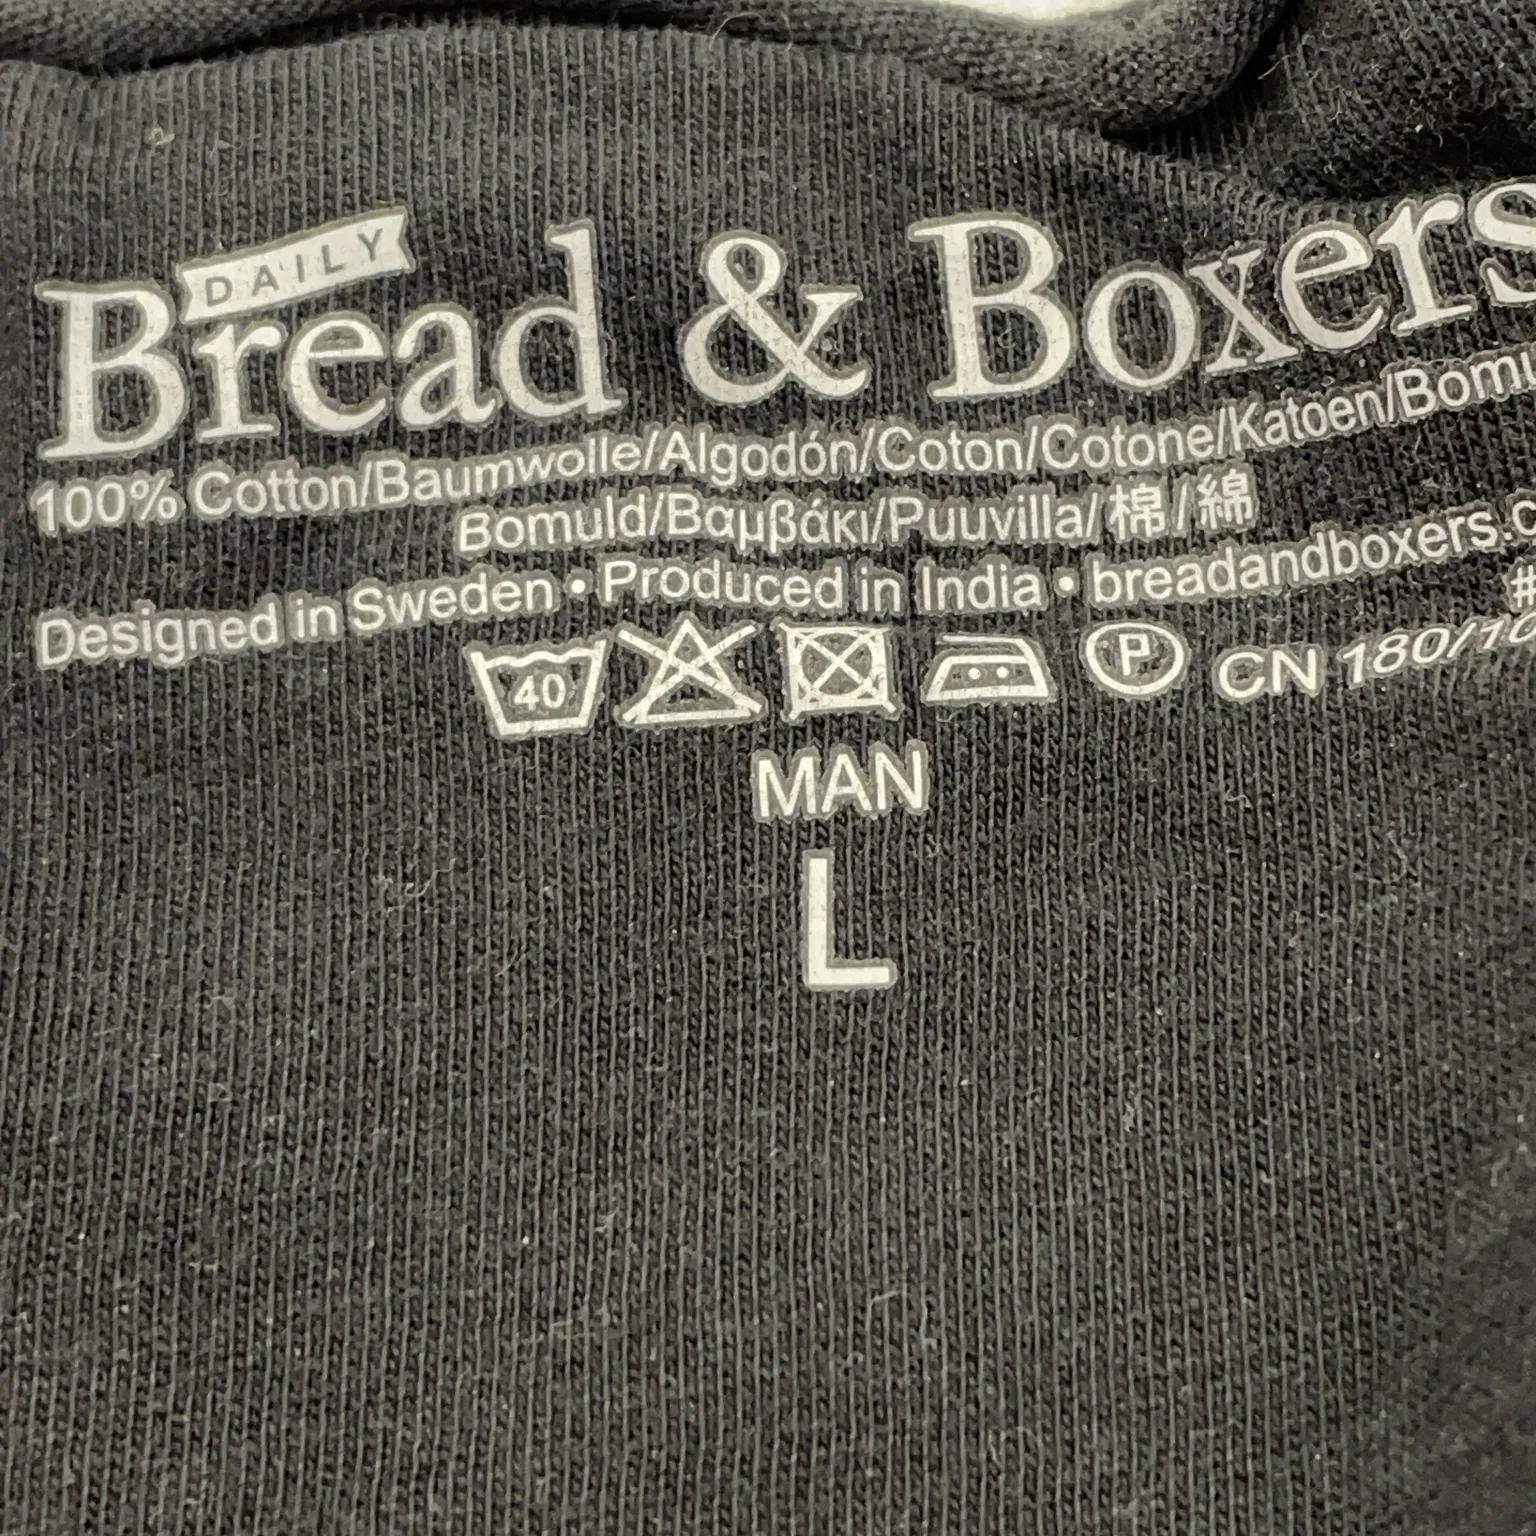 DAILY
Bread & Boxers
100% Cotton/Baumwolle/Algodón/Coton/Cotone/Katoen/
Bomuld/Βαμβάκι/Puuvilla/棉/綿
Designed in Sweden • Produced in India •
40 P CN
MAN
L